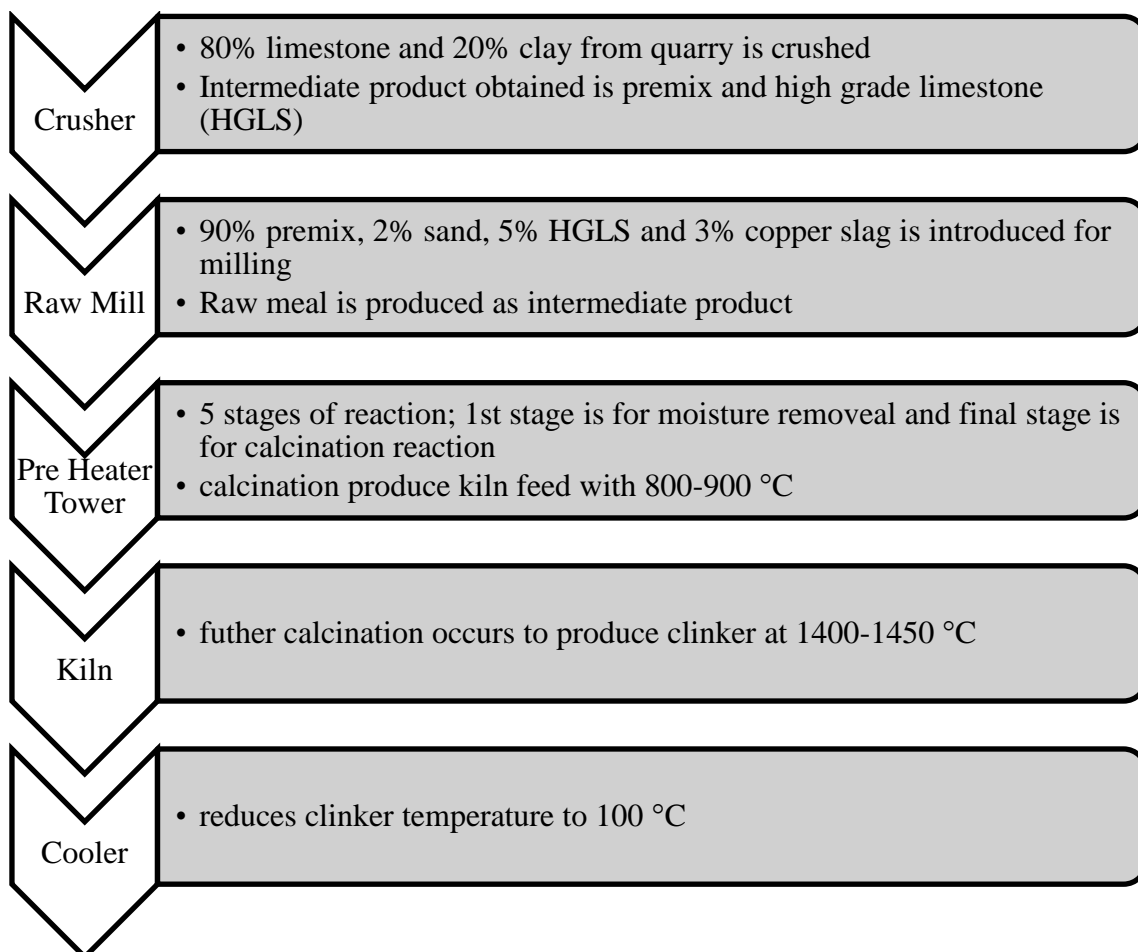 Crusher
• 80% limestone and 20% clay from quarry is crushed
• Intermediate product obtained is premix and high grade limestone
(HGLS)
Raw Mill
• 90% premix, 2% sand, 5% HGLS and 3% copper slag is introduced for
milling
• Raw meal is produced as intermediate product
Pre Heater
Tower
• 5 stages of reaction; 1st stage is for moisture removeal and final stage is
for calcination reaction
• calcination produce kiln feed with 800-900 °C
Kiln
• futher calcination occurs to produce clinker at 1400-1450 °C
Cooler
• reduces clinker temperature to 100 °C